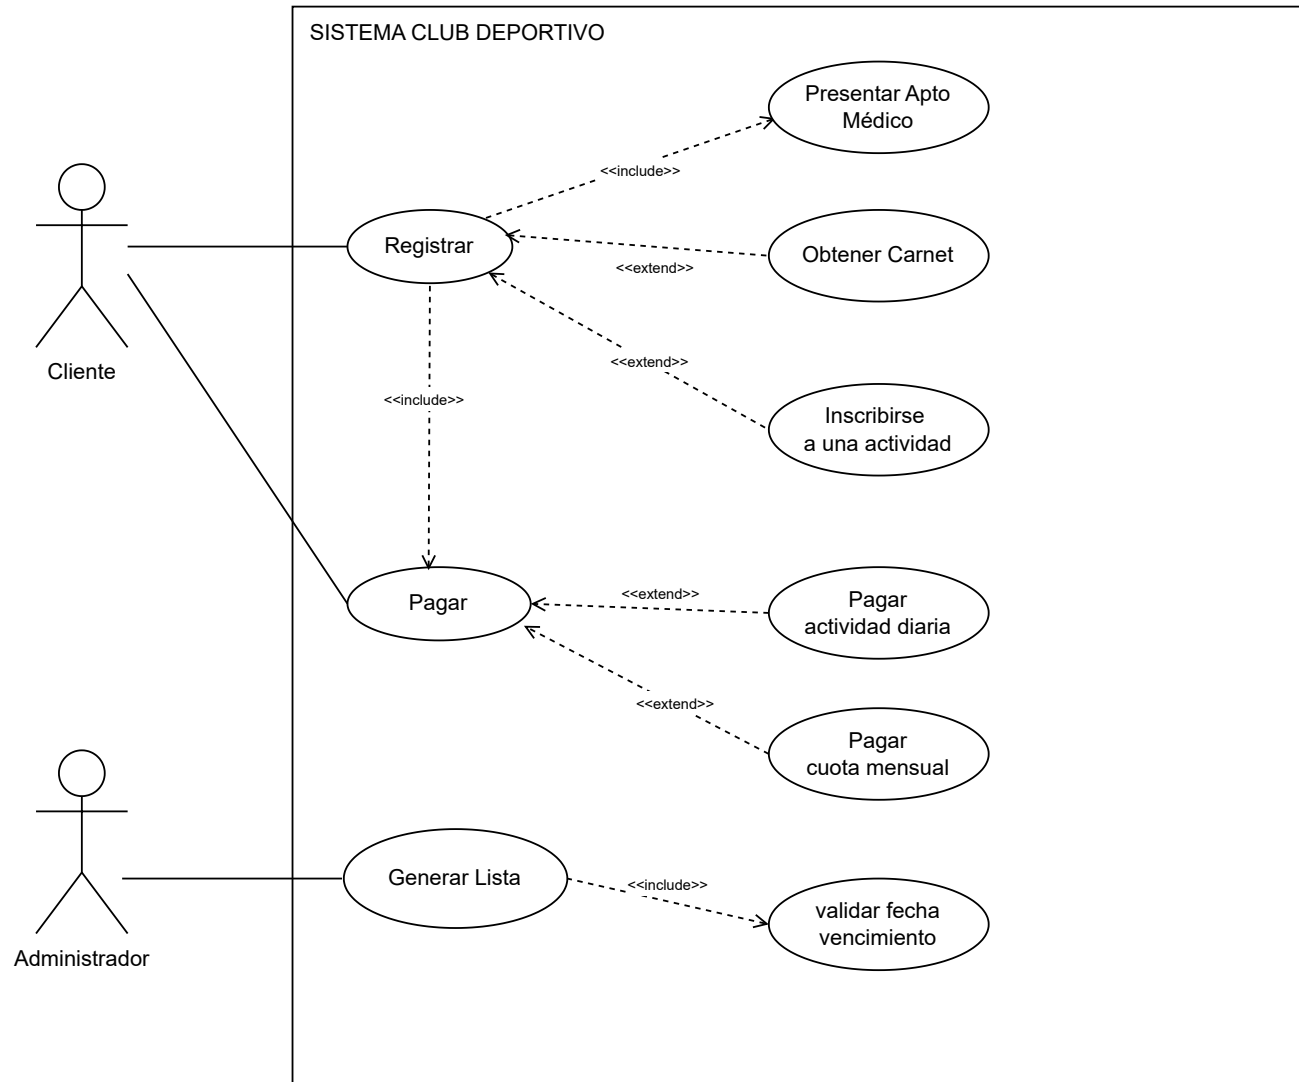 SISTEMA CLUB DEPORTIVO
Presentar Apto
Médico
<<include>>
Registrar
Obtener Carnet
<<extend>>
Cliente
<<extend>>
<<include>>
Inscribirse
a una actividad
Pagar
<<extend>>
Pagar
actividad diaria
<<extend>>
Pagar
cuota mensual
Generar Lista
<<include>>
validar fecha
vencimiento
Administrador